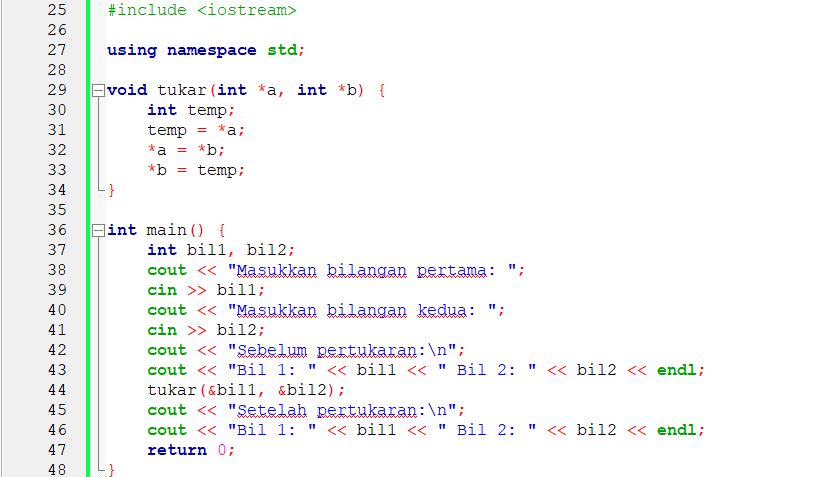 25 #include <iostream>
26
27 using namespace std;
28
29 void tukar(int *a, int *b) {
30     int temp;
31     temp = *a;
32     *a = *b;
33     *b = temp;
34 }
35
36 int main() {
37     int bil1, bil2;
38     cout << "Masukkan bilangan pertama: ";
39     cin >> bil1;
40     cout << "Masukkan bilangan kedua: ";
41     cin >> bil2;
42     cout << "Sebelum pertukaran:\n";
43     cout << "Bil 1: " << bil1 << " Bil 2: " << bil2 << endl;
44     tukar(&bil1, &bil2);
45     cout << "Setelah pertukaran:\n";
46     cout << "Bil 1: " << bil1 << " Bil 2: " << bil2 << endl;
47     return 0;
48 }